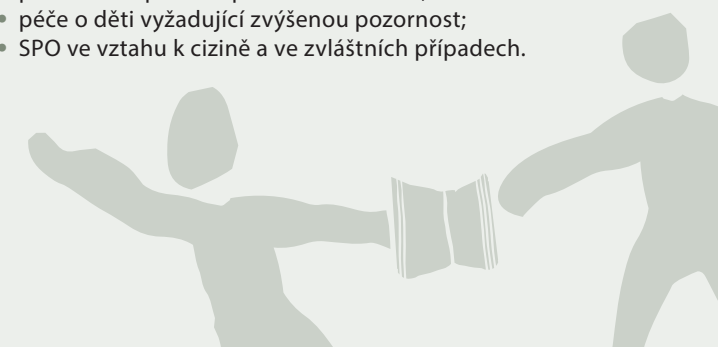 • péče o děti vyžadující zvýšenou pozornost;
• SPO ve vztahu k cizině a ve zvláštních případech.